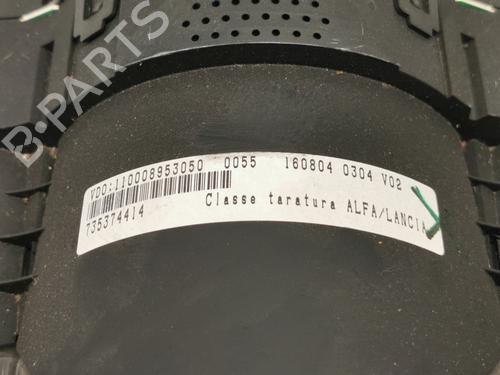 B-PARTS
VDO:110008953050 0055 160804 0304 V02
735374414 Classe taratura ALFA/LANCIA